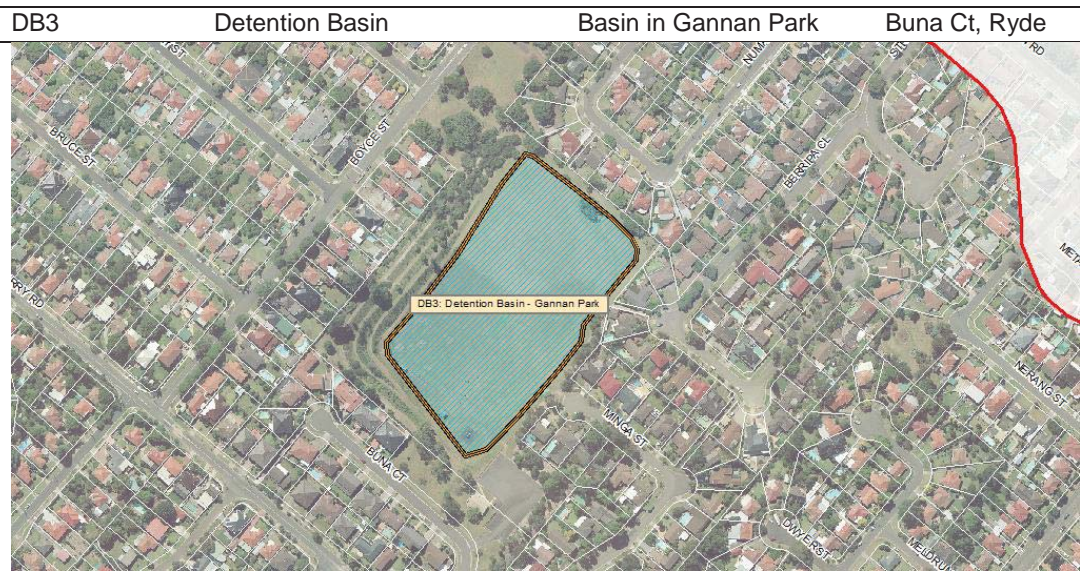 DB3 Detention Basin Basin in Gannan Park Buna Ct, Ryde
BRUCE ST
BOYCE ST
BERRIPA CL
DB3: Detention Basin - Gannan Park
NERANG ST
MINGA ST
BUNA CT
DWYER ST